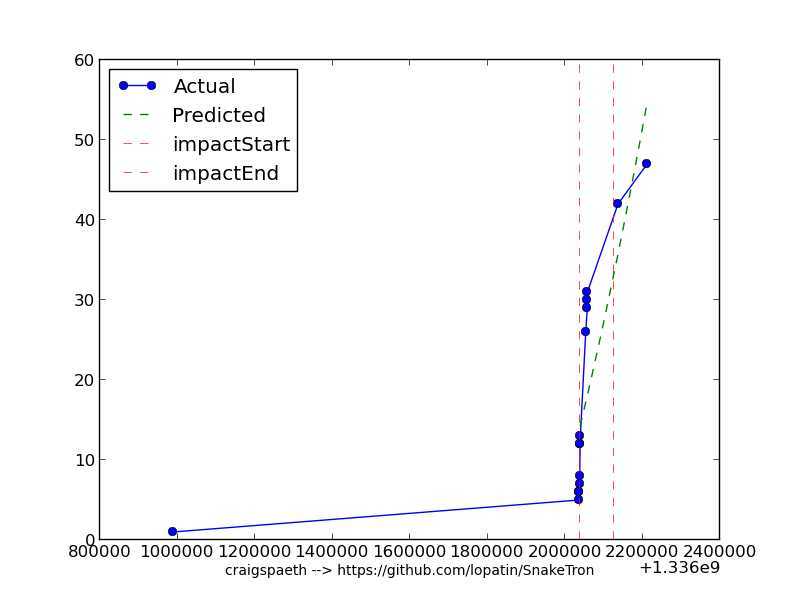 60
50
40
30
20
10
0
Actual
Predicted
impactStart
impactEnd
800000 1000000 1200000 1400000 1600000 1800000 2000000 2200000 2400000
+1.336e9
craigspaeth --> https://github.com/lopatin/SnakeTron